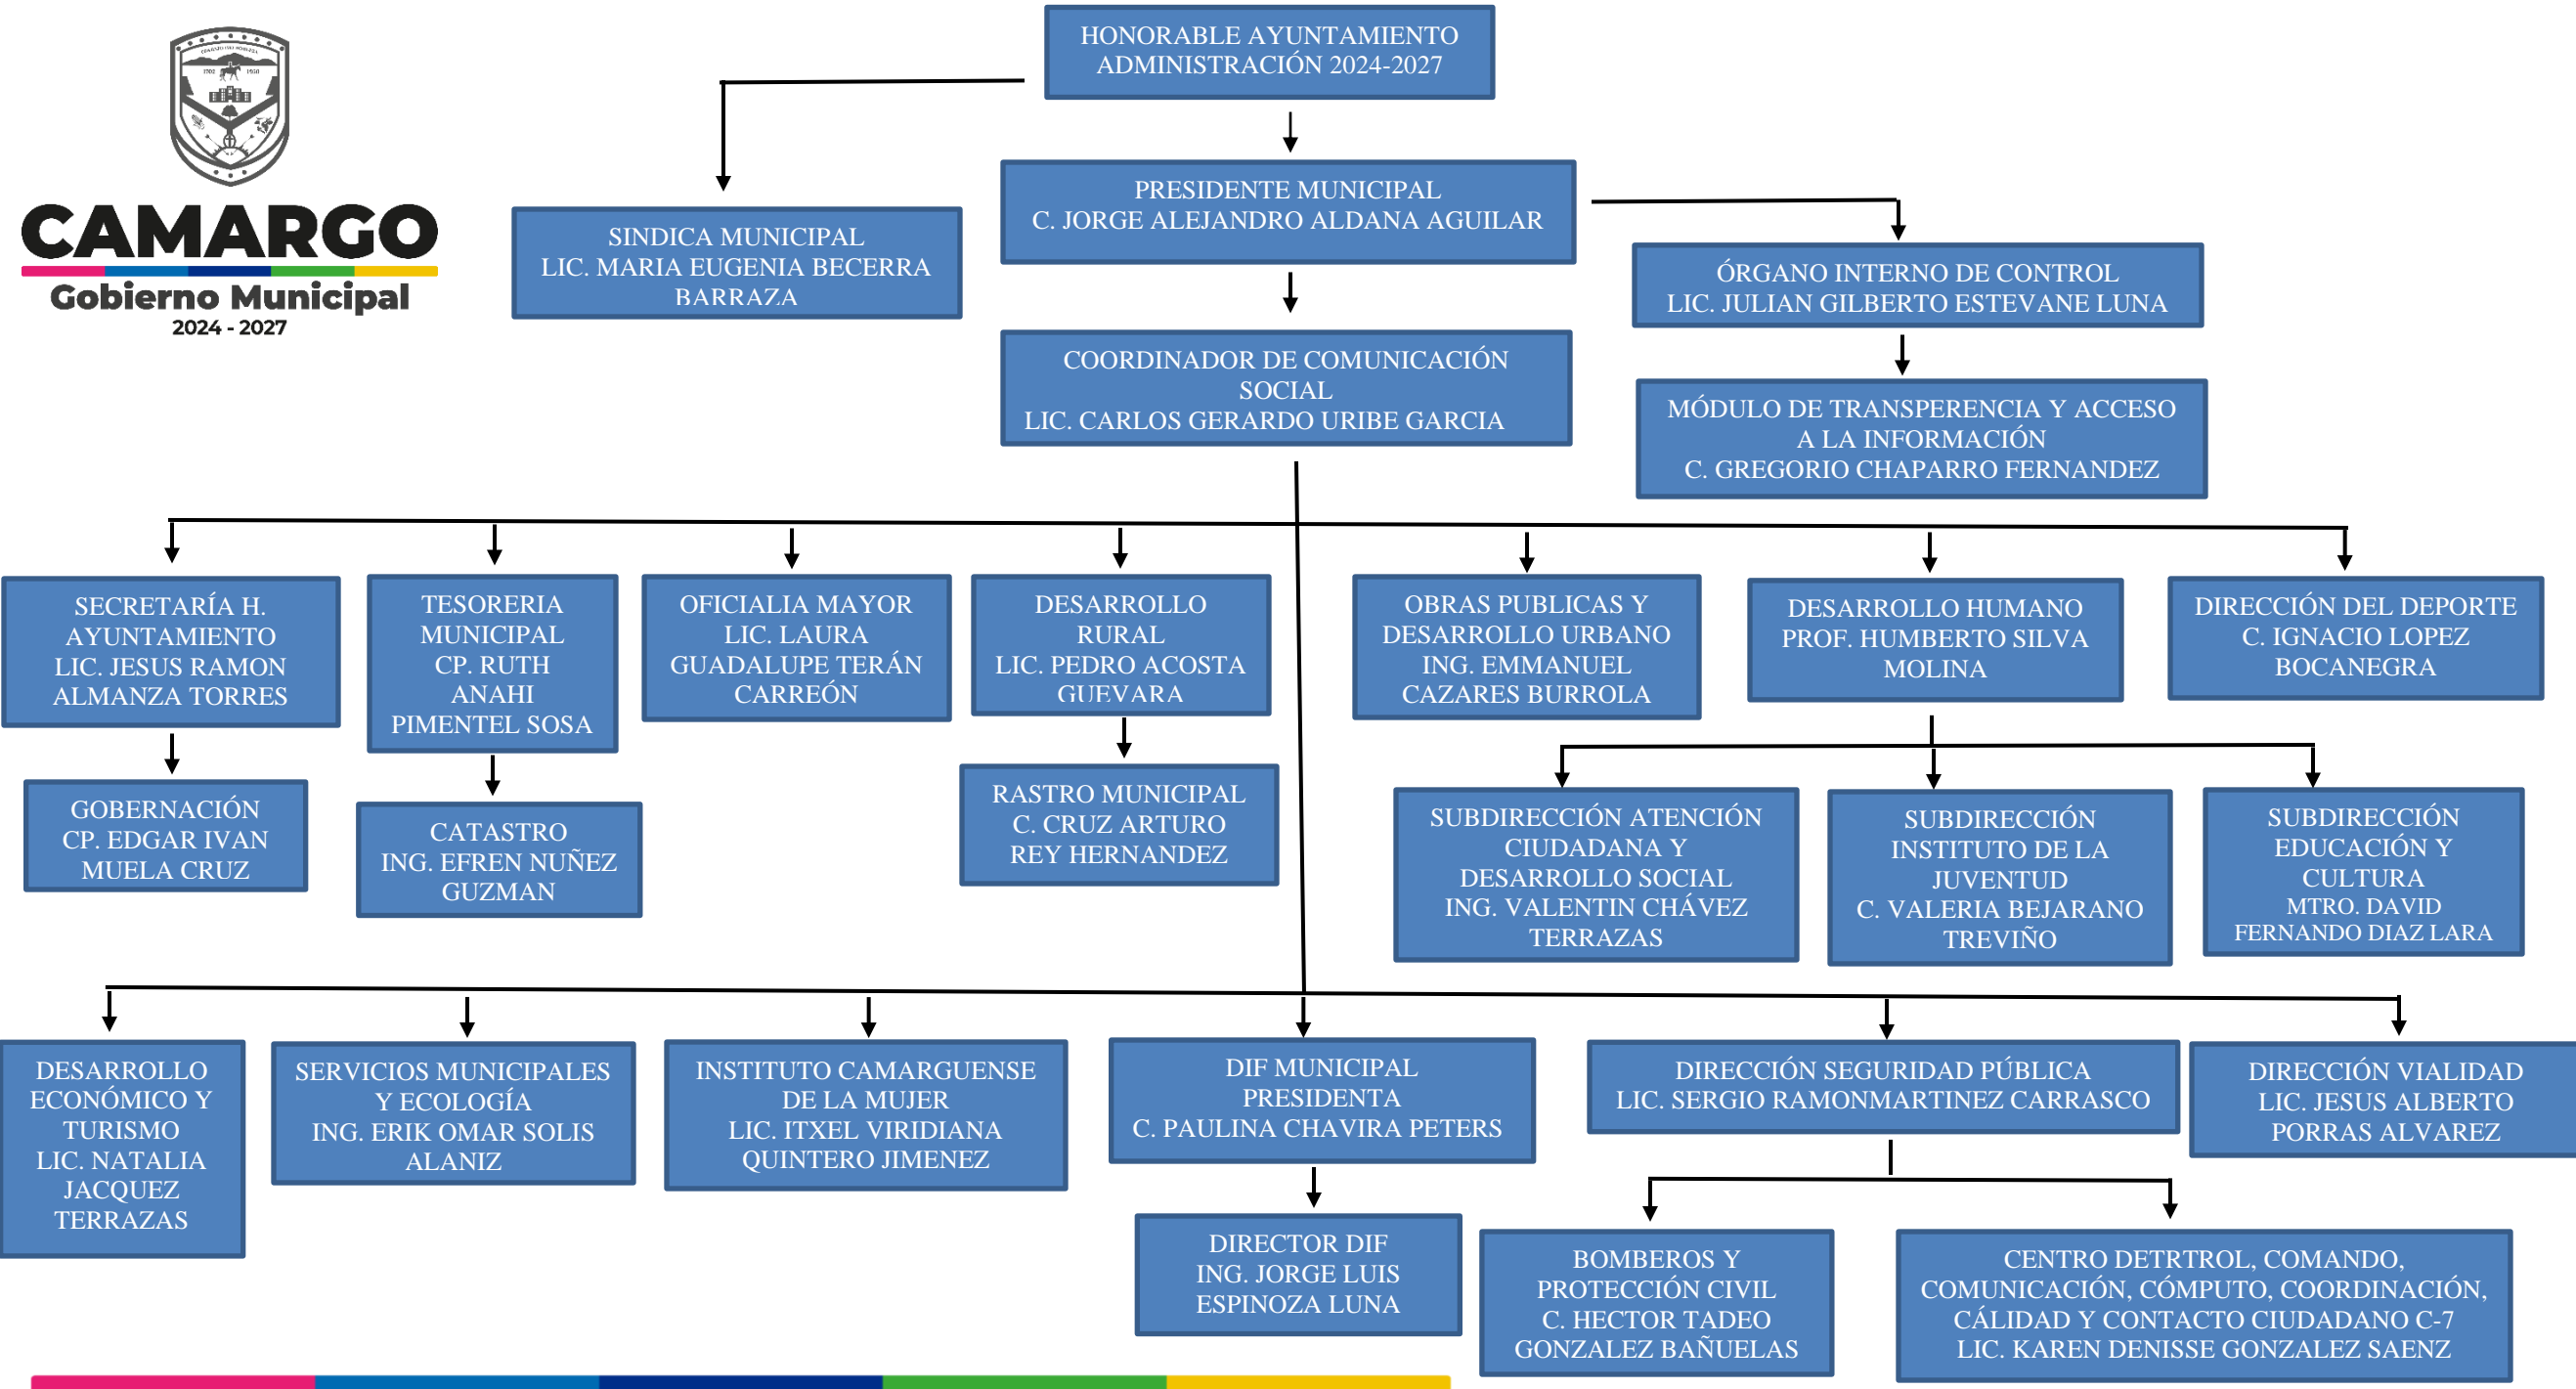 HONORABLE AYUNTAMIENTO
ADMINISTRACIÓN 2024-2027
1702 1950
CAMARGO
Gobierno Municipal
2024 - 2027
SINDICA MUNICIPAL
LIC. MARIA EUGENIA BECERRA
BARRAZA
PRESIDENTE MUNICIPAL
C. JORGE ALEJANDRO ALDANA AGUILAR
ÓRGANO INTERNO DE CONTROL
LIC. JULIAN GILBERTO ESTEVANE LUNA
COORDINADOR DE COMUNICACIÓN
SOCIAL
LIC. CARLOS GERARDO URIBE GARCIA
MÓDULO DE TRANSPERENCIA Y ACCESO
A LA INFORMACIÓN
C. GREGORIO CHAPARRO FERNANDEZ
SECRETARÍA H.
AYUNTAMIENTO
LIC. JESUS RAMON
ALMANZA TORRES
TESORERIA
MUNICIPAL
CP. RUTH
ANAHI
PIMENTEL SOSA
OFICIALIA MAYOR
LIC. LAURA
GUADALUPE TERÁN
CARREÓN
DESARROLLO
RURAL
LIC. PEDRO ACOSTA
GUEVARA
OBRAS PUBLICAS Y
DESARROLLO URBANO
ING. EMMANUEL
CAZARES BURROLA
DESARROLLO HUMANO
PROF. HUMBERTO SILVA
MOLINA
DIRECCIÓN DEL DEPORTE
C. IGNACIO LOPEZ
BOCANEGRA
GOBERNACIÓN
CP. EDGAR IVAN
MUELA CRUZ
CATASTRO
ING. EFREN NUÑEZ
GUZMAN
RASTRO MUNICIPAL
C. CRUZ ARTURO
REY HERNANDEZ
SUBDIRECCIÓN ATENCIÓN
CIUDADANA Y
DESARROLLO SOCIAL
ING. VALENTIN CHÁVEZ
TERRAZAS
SUBDIRECCIÓN
INSTITUTO DE LA
JUVENTUD
C. VALERIA BEJARANO
TREVIÑO
SUBDIRECCIÓN
EDUCACIÓN Y
CULTURA
MTRO. DAVID
FERNANDO DIAZ LARA
DESARROLLO
ECONÓMICO Y
TURISMO
LIC. NATALIA
JACQUEZ
TERRAZAS
SERVICIOS MUNICIPALES
Y ECOLOGÍA
ING. ERIK OMAR SOLIS
ALANIZ
INSTITUTO CAMARGUENSE
DE LA MUJER
LIC. ITXEL VIRIDIANA
QUINTERO JIMENEZ
DIF MUNICIPAL
PRESIDENTA
C. PAULINA CHAVIRA PETERS
DIRECCIÓN SEGURIDAD PÚBLICA
LIC. SERGIO RAMONMARTINEZ CARRASCO
DIRECCIÓN VIALIDAD
LIC. JESUS ALBERTO
PORRAS ALVAREZ
DIRECTOR DIF
ING. JORGE LUIS
ESPINOZA LUNA
BOMBEROS Y
PROTECCIÓN CIVIL
C. HECTOR TADEO
GONZALEZ BAÑUELAS
CENTRO DETRTROL, COMANDO,
COMUNICACIÓN, CÓMPUTO, COORDINACIÓN,
CÁLIDAD Y CONTACTO CIUDADANO C-7
LIC. KAREN DENISSE GONZALEZ SAENZ